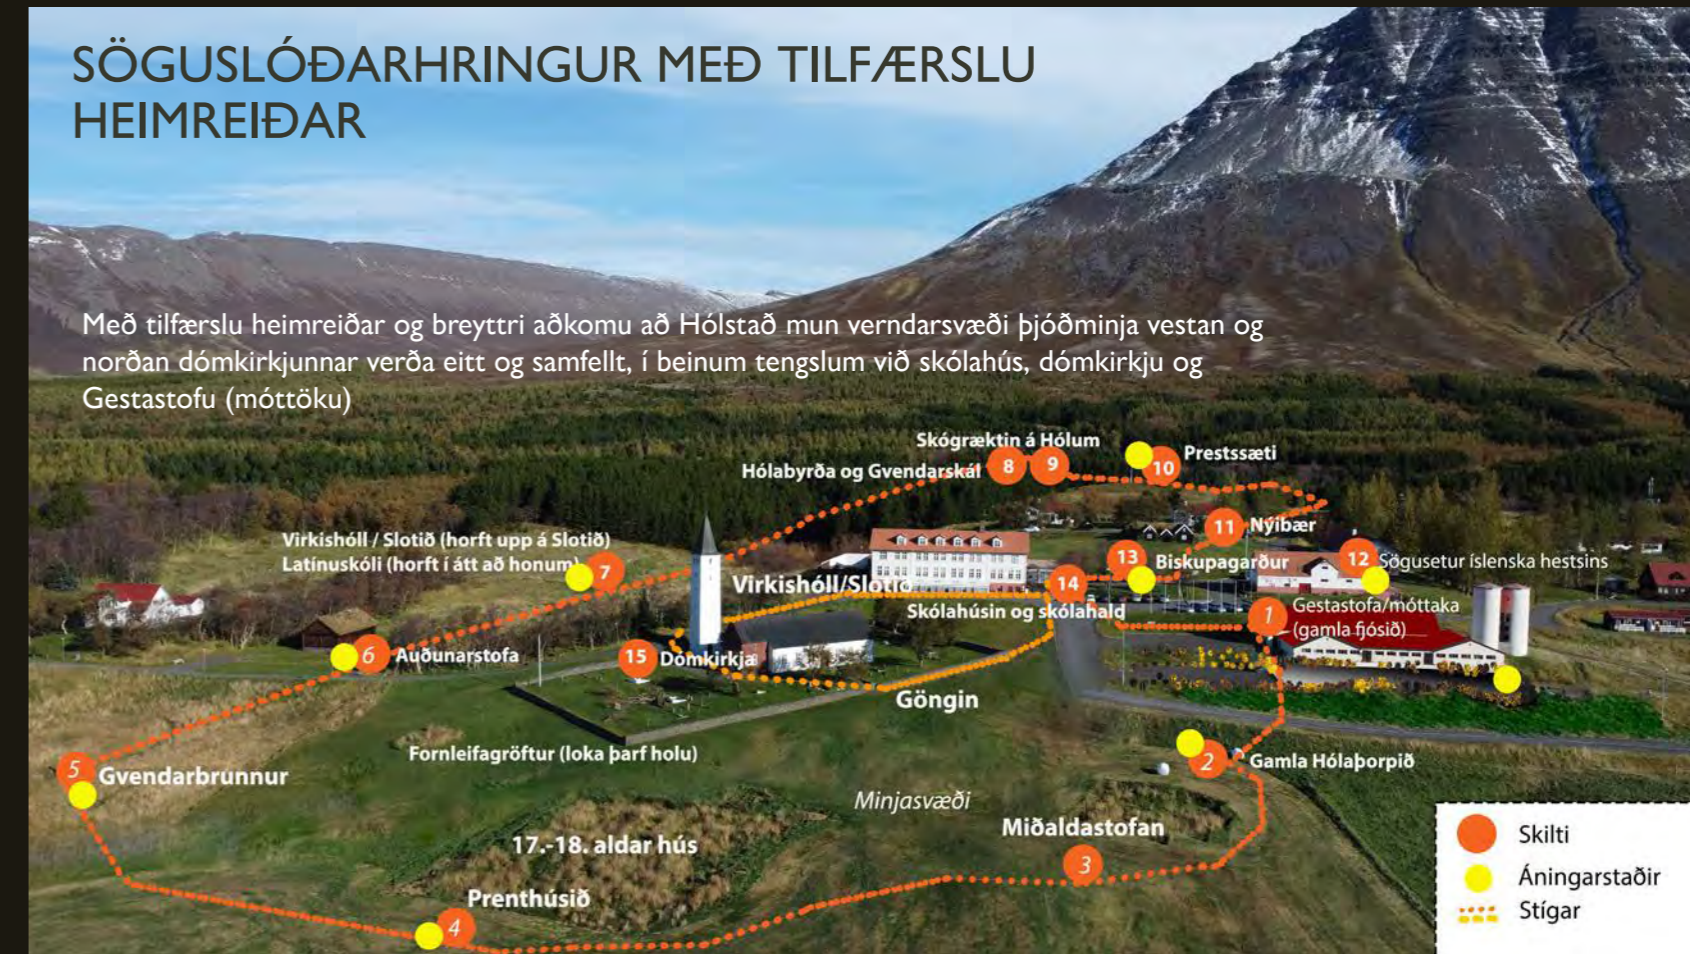 SÖGUSLÓÐARHRINGUR MEÐ TILFÆRSLU
HEIMREIÐAR
Með tilfærslu heimreiðar og breyttri aðkomu að Hólstað mun verndarsvæði þjóðminja vestan og
norðan dómkirkjunnar verða eitt og samfellt, í beinum tengslum við skólahús, dómkirkju og
Gestastofu (móttöku)
Skógræktin á Hólum
Hólabyrða og Gvendarskál
8
9
10
Prestssæti
11
Nýibær
Virkishóll / Slotið (horft upp á Slotið)
Latínuskóli (horft í átt að honum)
7
Virkishóll/Slotið
13
Biskupagarður
12
Sögusetur íslenska hestsins
14
Skólahúsin og skólahald
1
Gestastofa/móttaka
(gamla fjósið)
6
Auðunarstofa
15
Dómkirkja
Göngin
Fornleifagröftur (loka þarf holu)
2
Gamla Hólaþorpið
5
Gvendarbrunnur
Minjasvæði
Miðaldastofan
3
17.-18. aldar hús
Prenthúsið
4
Skilti
Áningarstaðir
Stígar